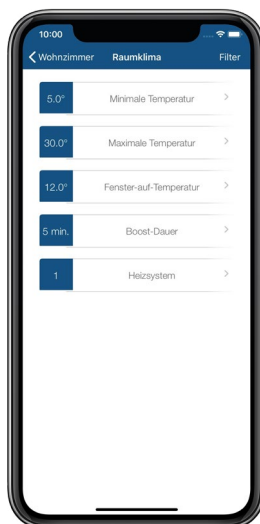 10:00
Wohnzimmer Raumklima Filter
5.0° Minimale Temperatur
30.0° Maximale Temperatur
12.0° Fenster-auf-Temperatur
5 min. Boost-Dauer
1 Heizsystem